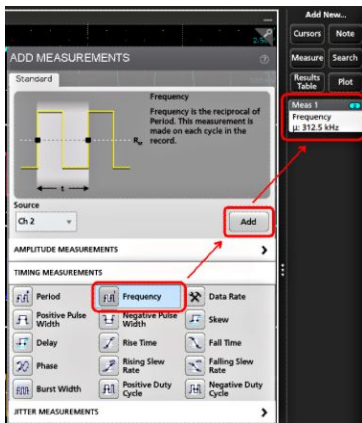 Add New...
Cursors Note
Measure Search
Results Table Plot
Meas 1
Frequency
μ: 312.5 kHz
ADD MEASUREMENTS
Standard
Frequency
Frequency is the reciprocal of
Period. This measurement is
made on each cycle in the
record.
t
Source
Ch 2
Add
AMPLITUDE MEASUREMENTS
TIMING MEASUREMENTS
Period Frequency Data Rate
Positive Pulse Width Negative Pulse Width Skew
Delay Rise Time Fall Time
Phase Rising Slew Rate Falling Slew Rate
Burst Width Positive Duty Cycle Negative Duty Cycle
JITTER MEASUREMENTS